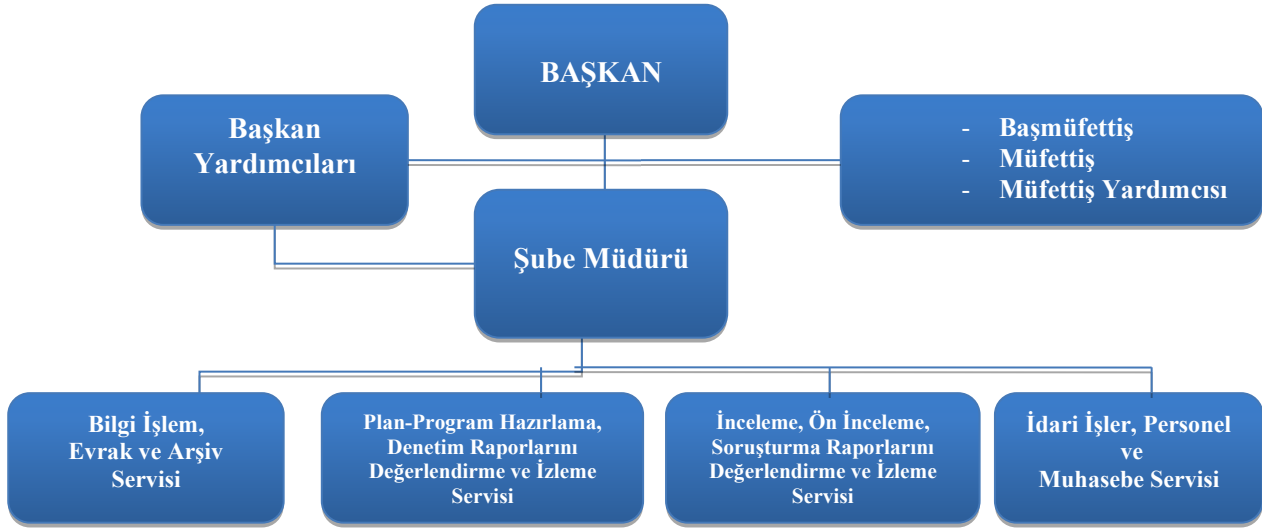 BAŞKAN
Başkan
Yardımcıları
- Başmüfettiş
- Müfettiş
- Müfettiş Yardımcısı
Şube Müdürü
Bilgi İşlem,
Evrak ve Arşiv
Servisi
Plan-Program Hazırlama,
Denetim Raporlarını
Değerlendirme ve İzleme
Servisi
İnceleme, Ön İnceleme,
Soruşturma Raporlarını
Değerlendirme ve İzleme
Servisi
İdari İşler, Personel
ve
Muhasebe Servisi